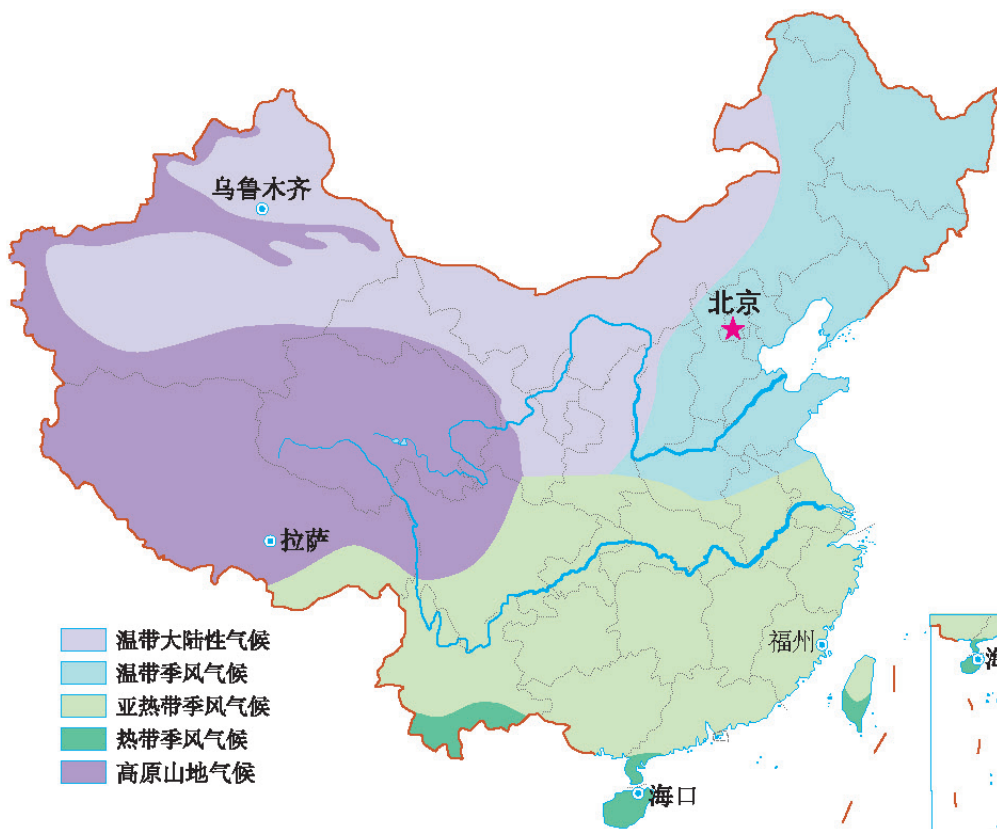 乌鲁木齐
北京
拉萨
福州
海口
海
温带大陆性气候
温带季风气候
亚热带季风气候
热带季风气候
高原山地气候